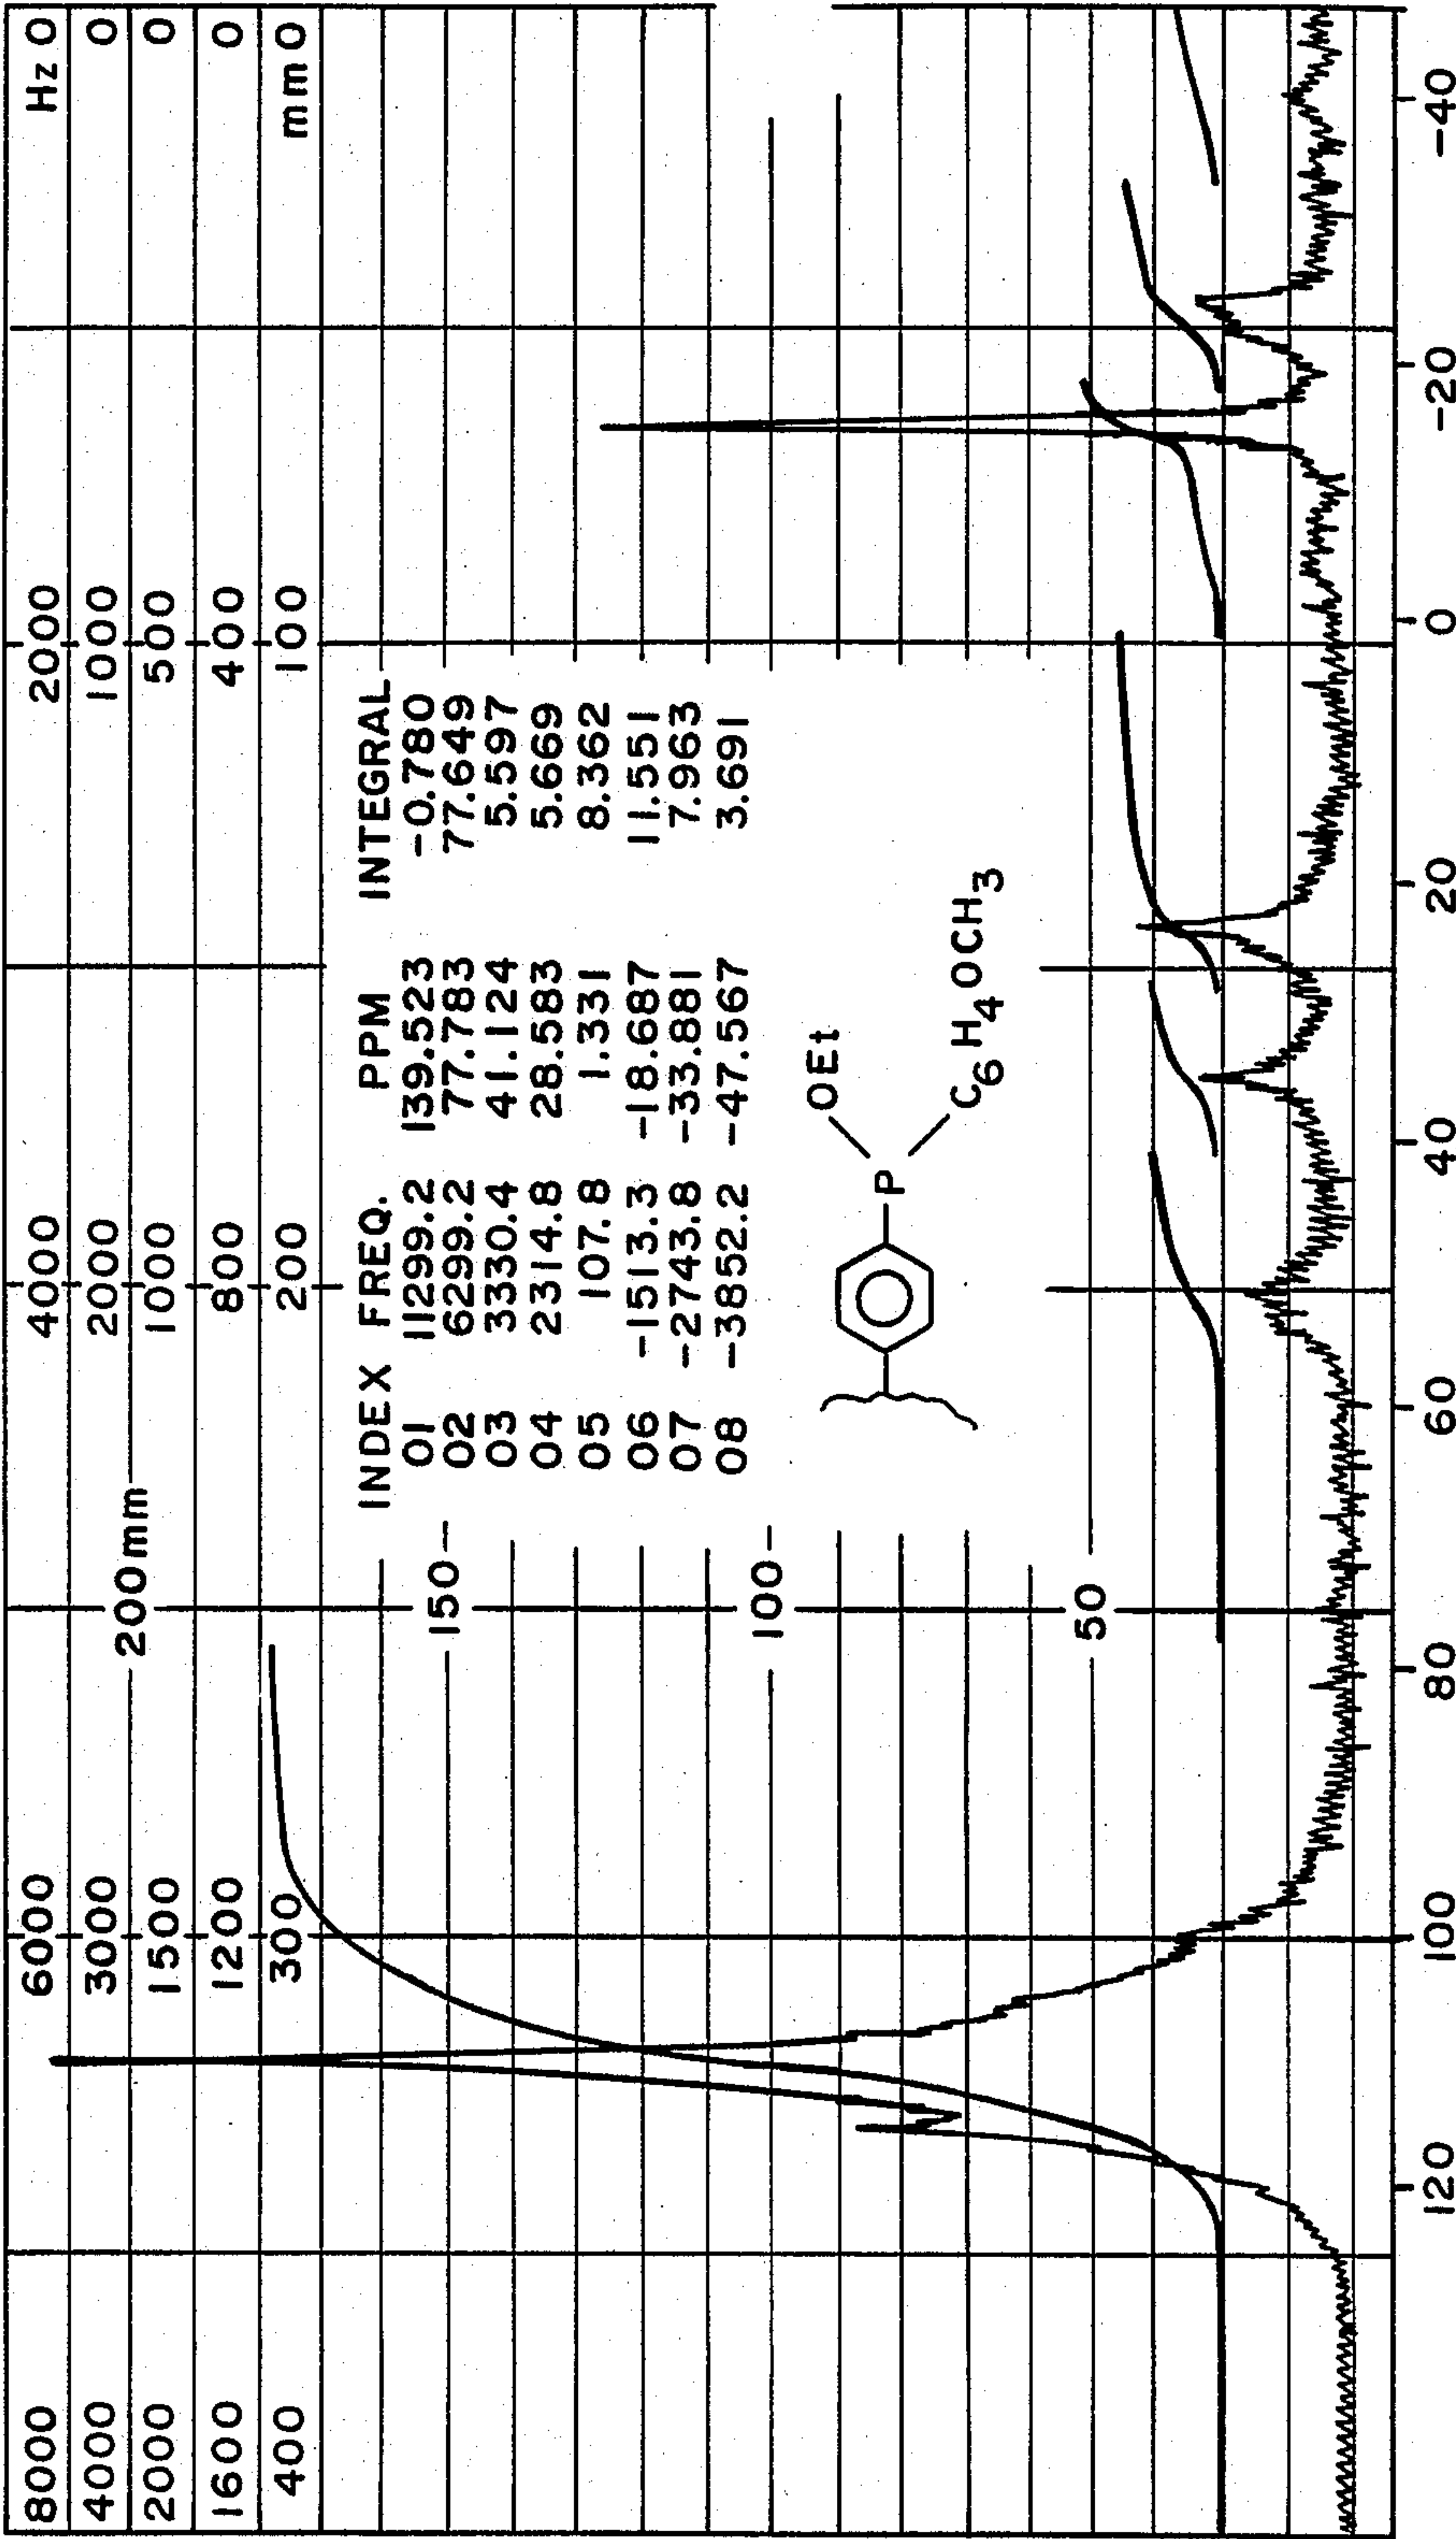 8000 6000 4000 2000 Hz 0
4000 3000 2000 1000 0
200mm
2000 1500 1000 500 0
1600 1200 800 400 0
400 300 200 100 mm 0
INDEX FREQ. PPM INTEGRAL
01 11299.2 139.523 -0.780
02 6299.2 77.783 77.649
03 3330.4 41.124 5.597
04 2314.8 28.583 5.669
05 107.8 1.331 8.362
06 -1513.3 -18.687 11.551
07 -2743.8 -33.881 7.963
08 -3852.2 -47.567 3.691
150
100
50
OEt
P
C6H4OCH3
120 100 80 60 40 20 0 -20 -40